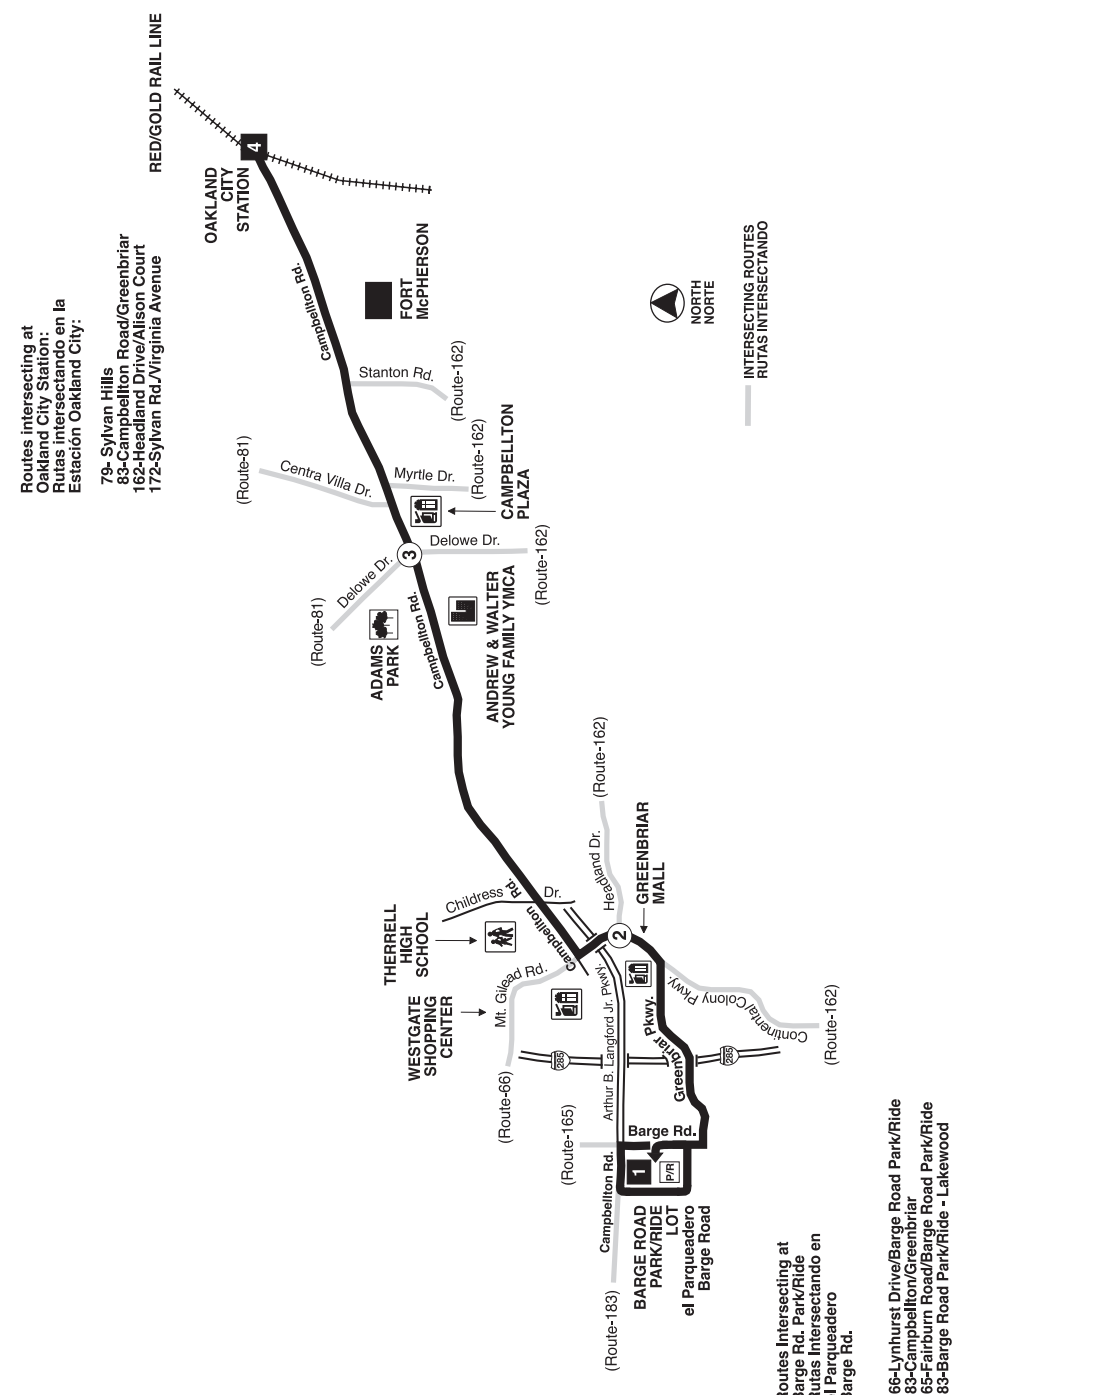 Routes intersecting at
Oakland City Station:
Rutas intersectando en la
Estación Oakland City:
79- Sylvan Hills
83-Campbellton Road/Greenbriar
162-Headland Drive/Alison Court
172-Sylvan Rd./Virginia Avenue
RED/GOLD RAIL LINE
4
OAKLAND
CITY
STATION
Campbellton Rd.
FORT
McPHERSON
Stanton Rd.
(Route-162)
(Route-81)
Centra Villa Dr.
Myrtle Dr.
(Route-162)
CAMPBELLTON
PLAZA
3
Delowe Dr.
(Route-162)
Delowe Dr.
(Route-81)
ADAMS
PARK
Campbellton Rd.
ANDREW & WALTER
YOUNG FAMILY YMCA
NORTH
NORTE
INTERSECTING ROUTES
RUTAS INTERSECTANDO
(Route-162)
Headland Dr.
GREENBRIAR
MALL
2
Childress Dr.
Campbellton Rd.
THERRELL
HIGH
SCHOOL
Mt. Gilead Rd.
WESTGATE
SHOPPING
CENTER
(Route-66)
285
Arthur B. Langford Jr. Pkwy.
Greenbriar Pkwy.
285
Continental Colony Pkwy.
(Route-162)
(Route-165)
Barge Rd.
1
P/R
Campbellton Rd.
(Route-183)
BARGE ROAD
PARK/RIDE
LOT
el Parqueadero
Barge Road
outes Intersecting at
arge Rd. Park/Ride
utas Intersectando en
l Parqueadero
arge Rd.
66-Lynhurst Drive/Barge Road Park/Ride
83-Campbellton/Greenbriar
65-Fairburn Road/Barge Road Park/Ride
83-Barge Road Park/Ride - Lakewood